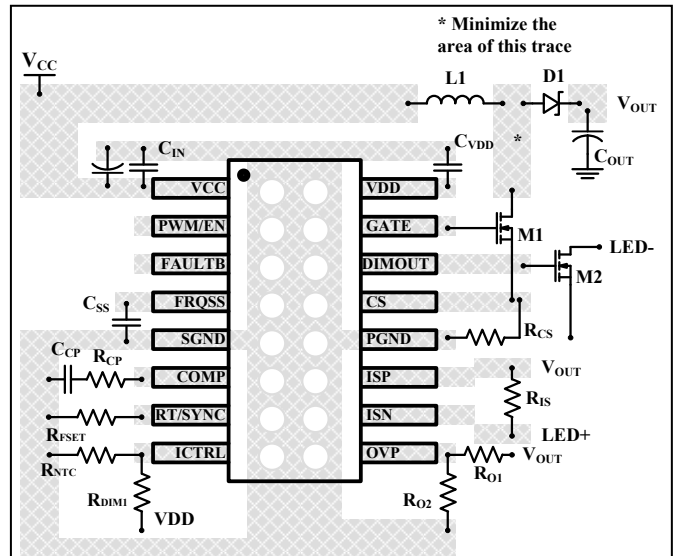 * Minimize the
area of this trace
VCC
L1
D1
VOUT
*
COUT
CIN
CVDD
VCC
VDD
PWM/EN
GATE
M1
FAULTB
DIMOUT
LED-
M2
CSS
FRQSS
CS
RCS
SGND
PGND
CCP
RCP
COMP
ISP
VOUT
RIS
RFSET
RT/SYNC
ISN
LED+
RNTC
ICTRL
OVP
VOUT
RO1
RDIM1
VDD
RO2